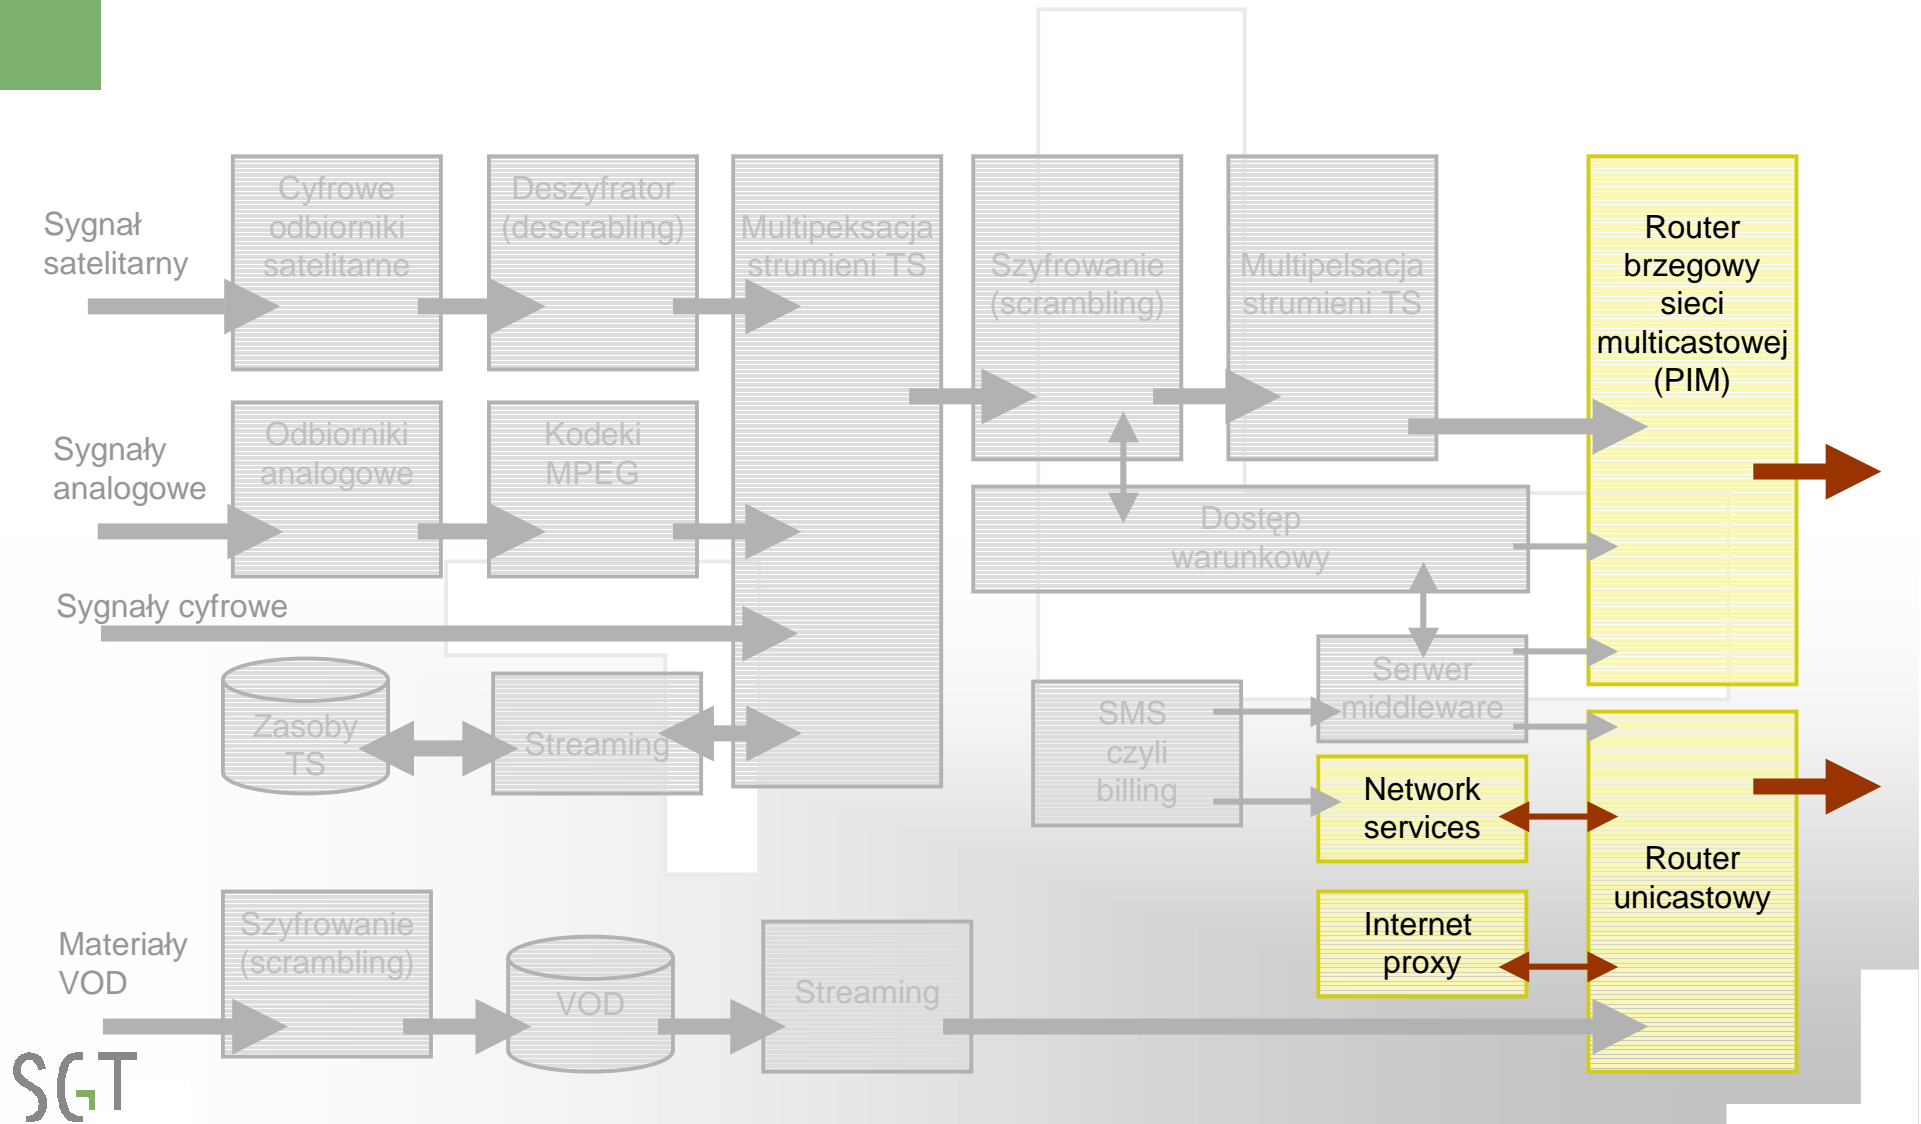 Sygnał
satelitarny
Cyfrowe
odbiorniki
satelitarne
Deszyfrator
(descrabling)
Multipeksacja
strumieni TS
Szyfrowanie
(scrambling)
Multipelsacja
strumieni TS
Router
brzegowy
sieci
multicastowej
(PIM)
Sygnały
analogowe
Odbiorniki
analogowe
Kodeki
MPEG
Dostęp
warunkowy
Sygnały cyfrowe
Zasoby
TS
Streaming
SMS
czyli
billing
Serwer
middleware
Network
services
Internet
proxy
Router
unicastowy
Materiały
VOD
Szyfrowanie
(scrambling)
VOD
Streaming
SGT